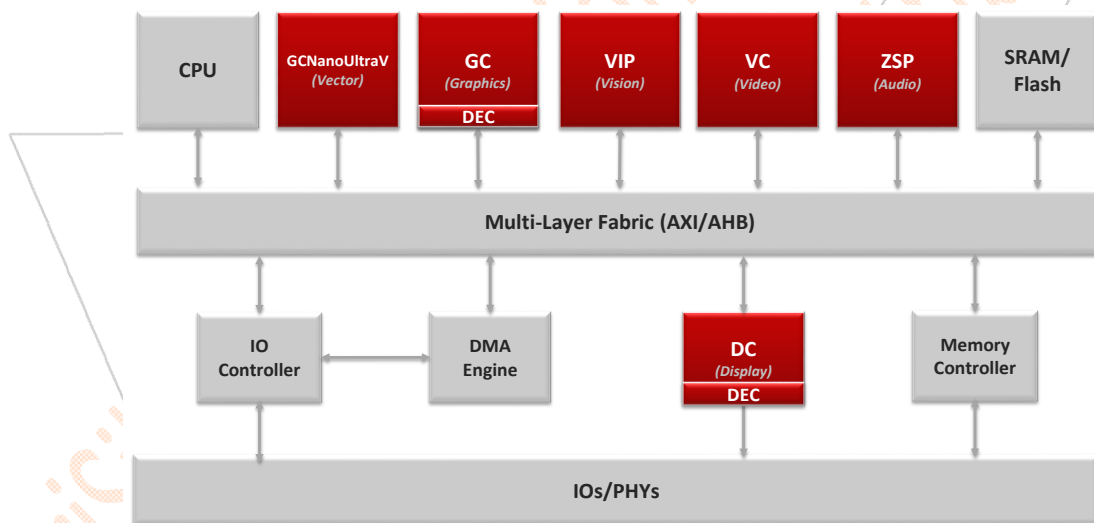 CPU
GCNanoUltraV
(Vector)
GC
(Graphics)
DEC
VIP
(Vision)
VC
(Video)
ZSP
(Audio)
SRAM/
Flash
Multi-Layer Fabric (AXI/AHB)
IO
Controller
DMA
Engine
DC
(Display)
DEC
Memory
Controller
IOs/PHYs